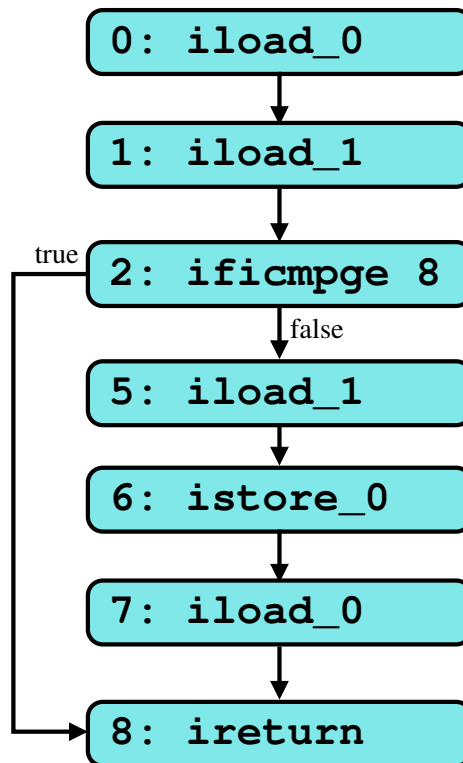 0: iload_0
1: iload_1
true
2: ificmpge 8
false
5: iload_1
6: istore_0
7: iload_0
8: ireturn